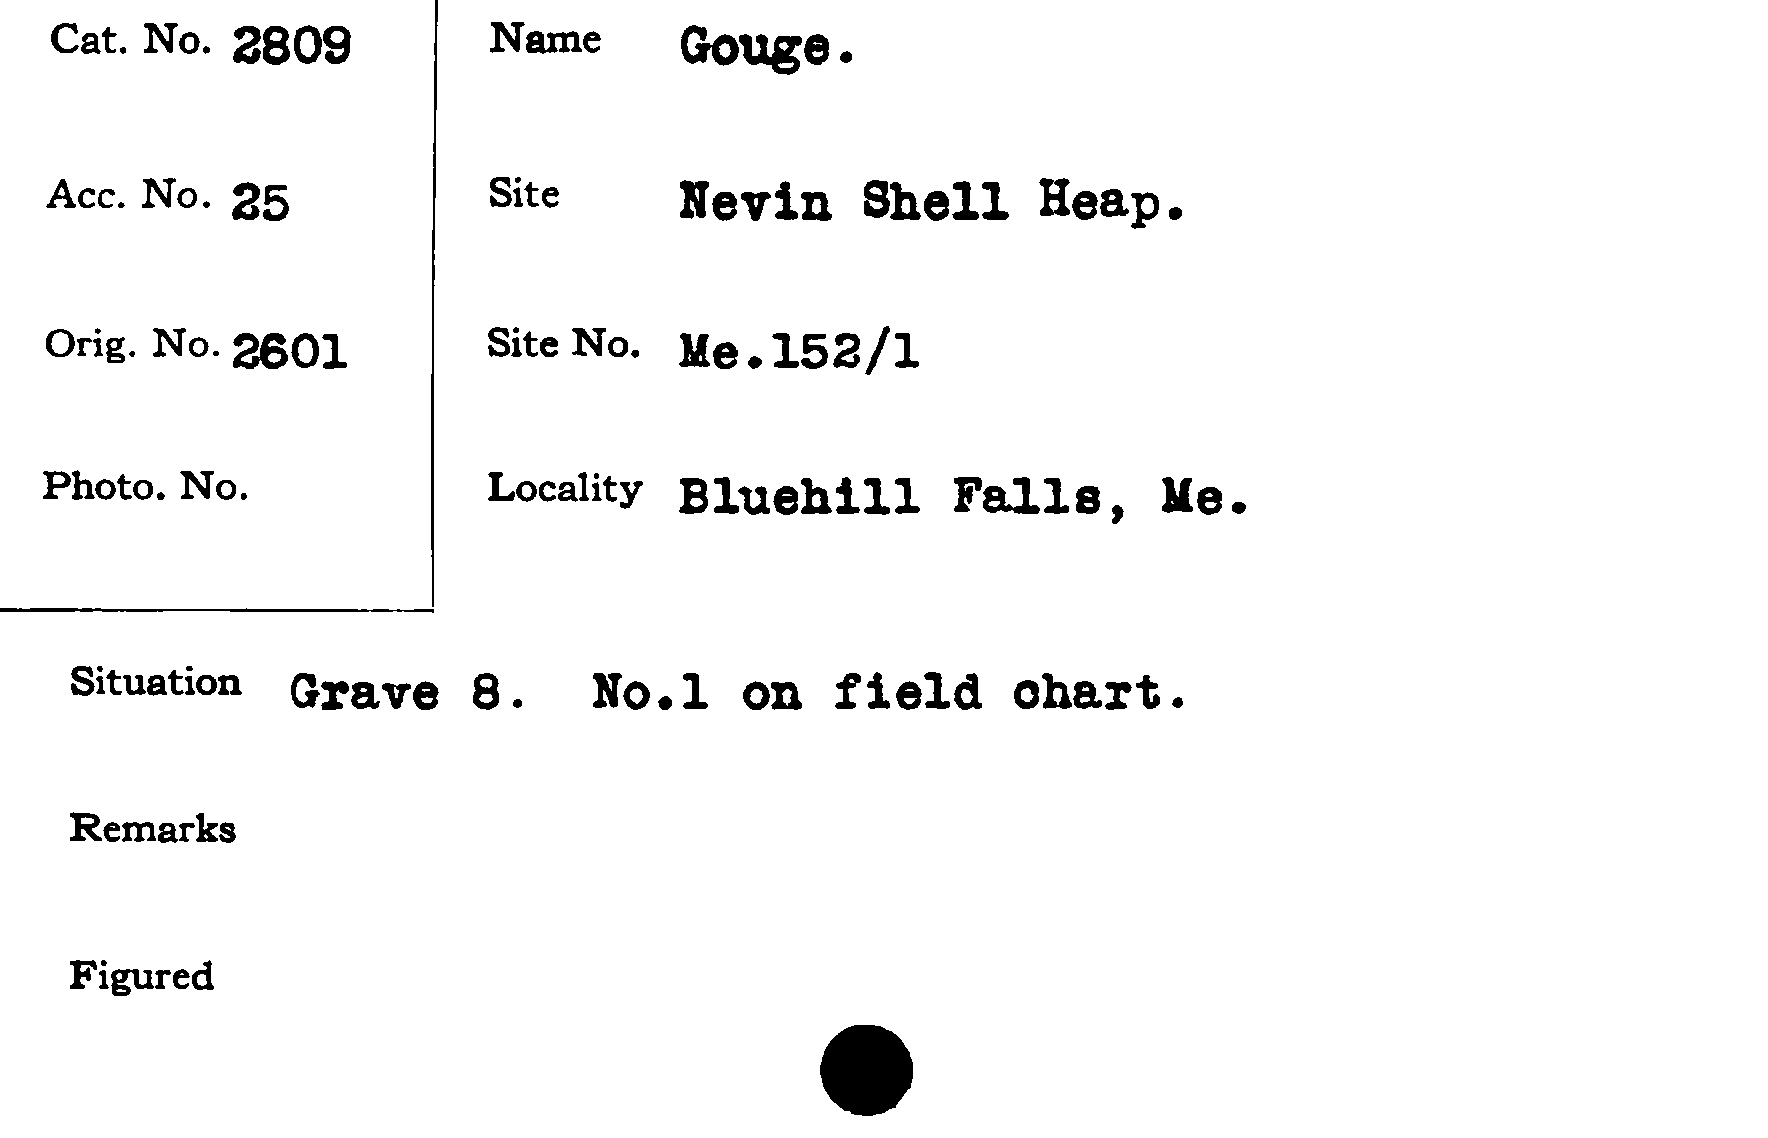 Cat. No. 2809
Name Gouge.
Acc. No. 25
Site Nevin Shell Heap.
Orig. No. 2601
Site No. Me.152/1
Photo. No.
Locality Bluehill Falls, Me.
Situation Grave 8. No.1 on field chart.
Remarks
Figured